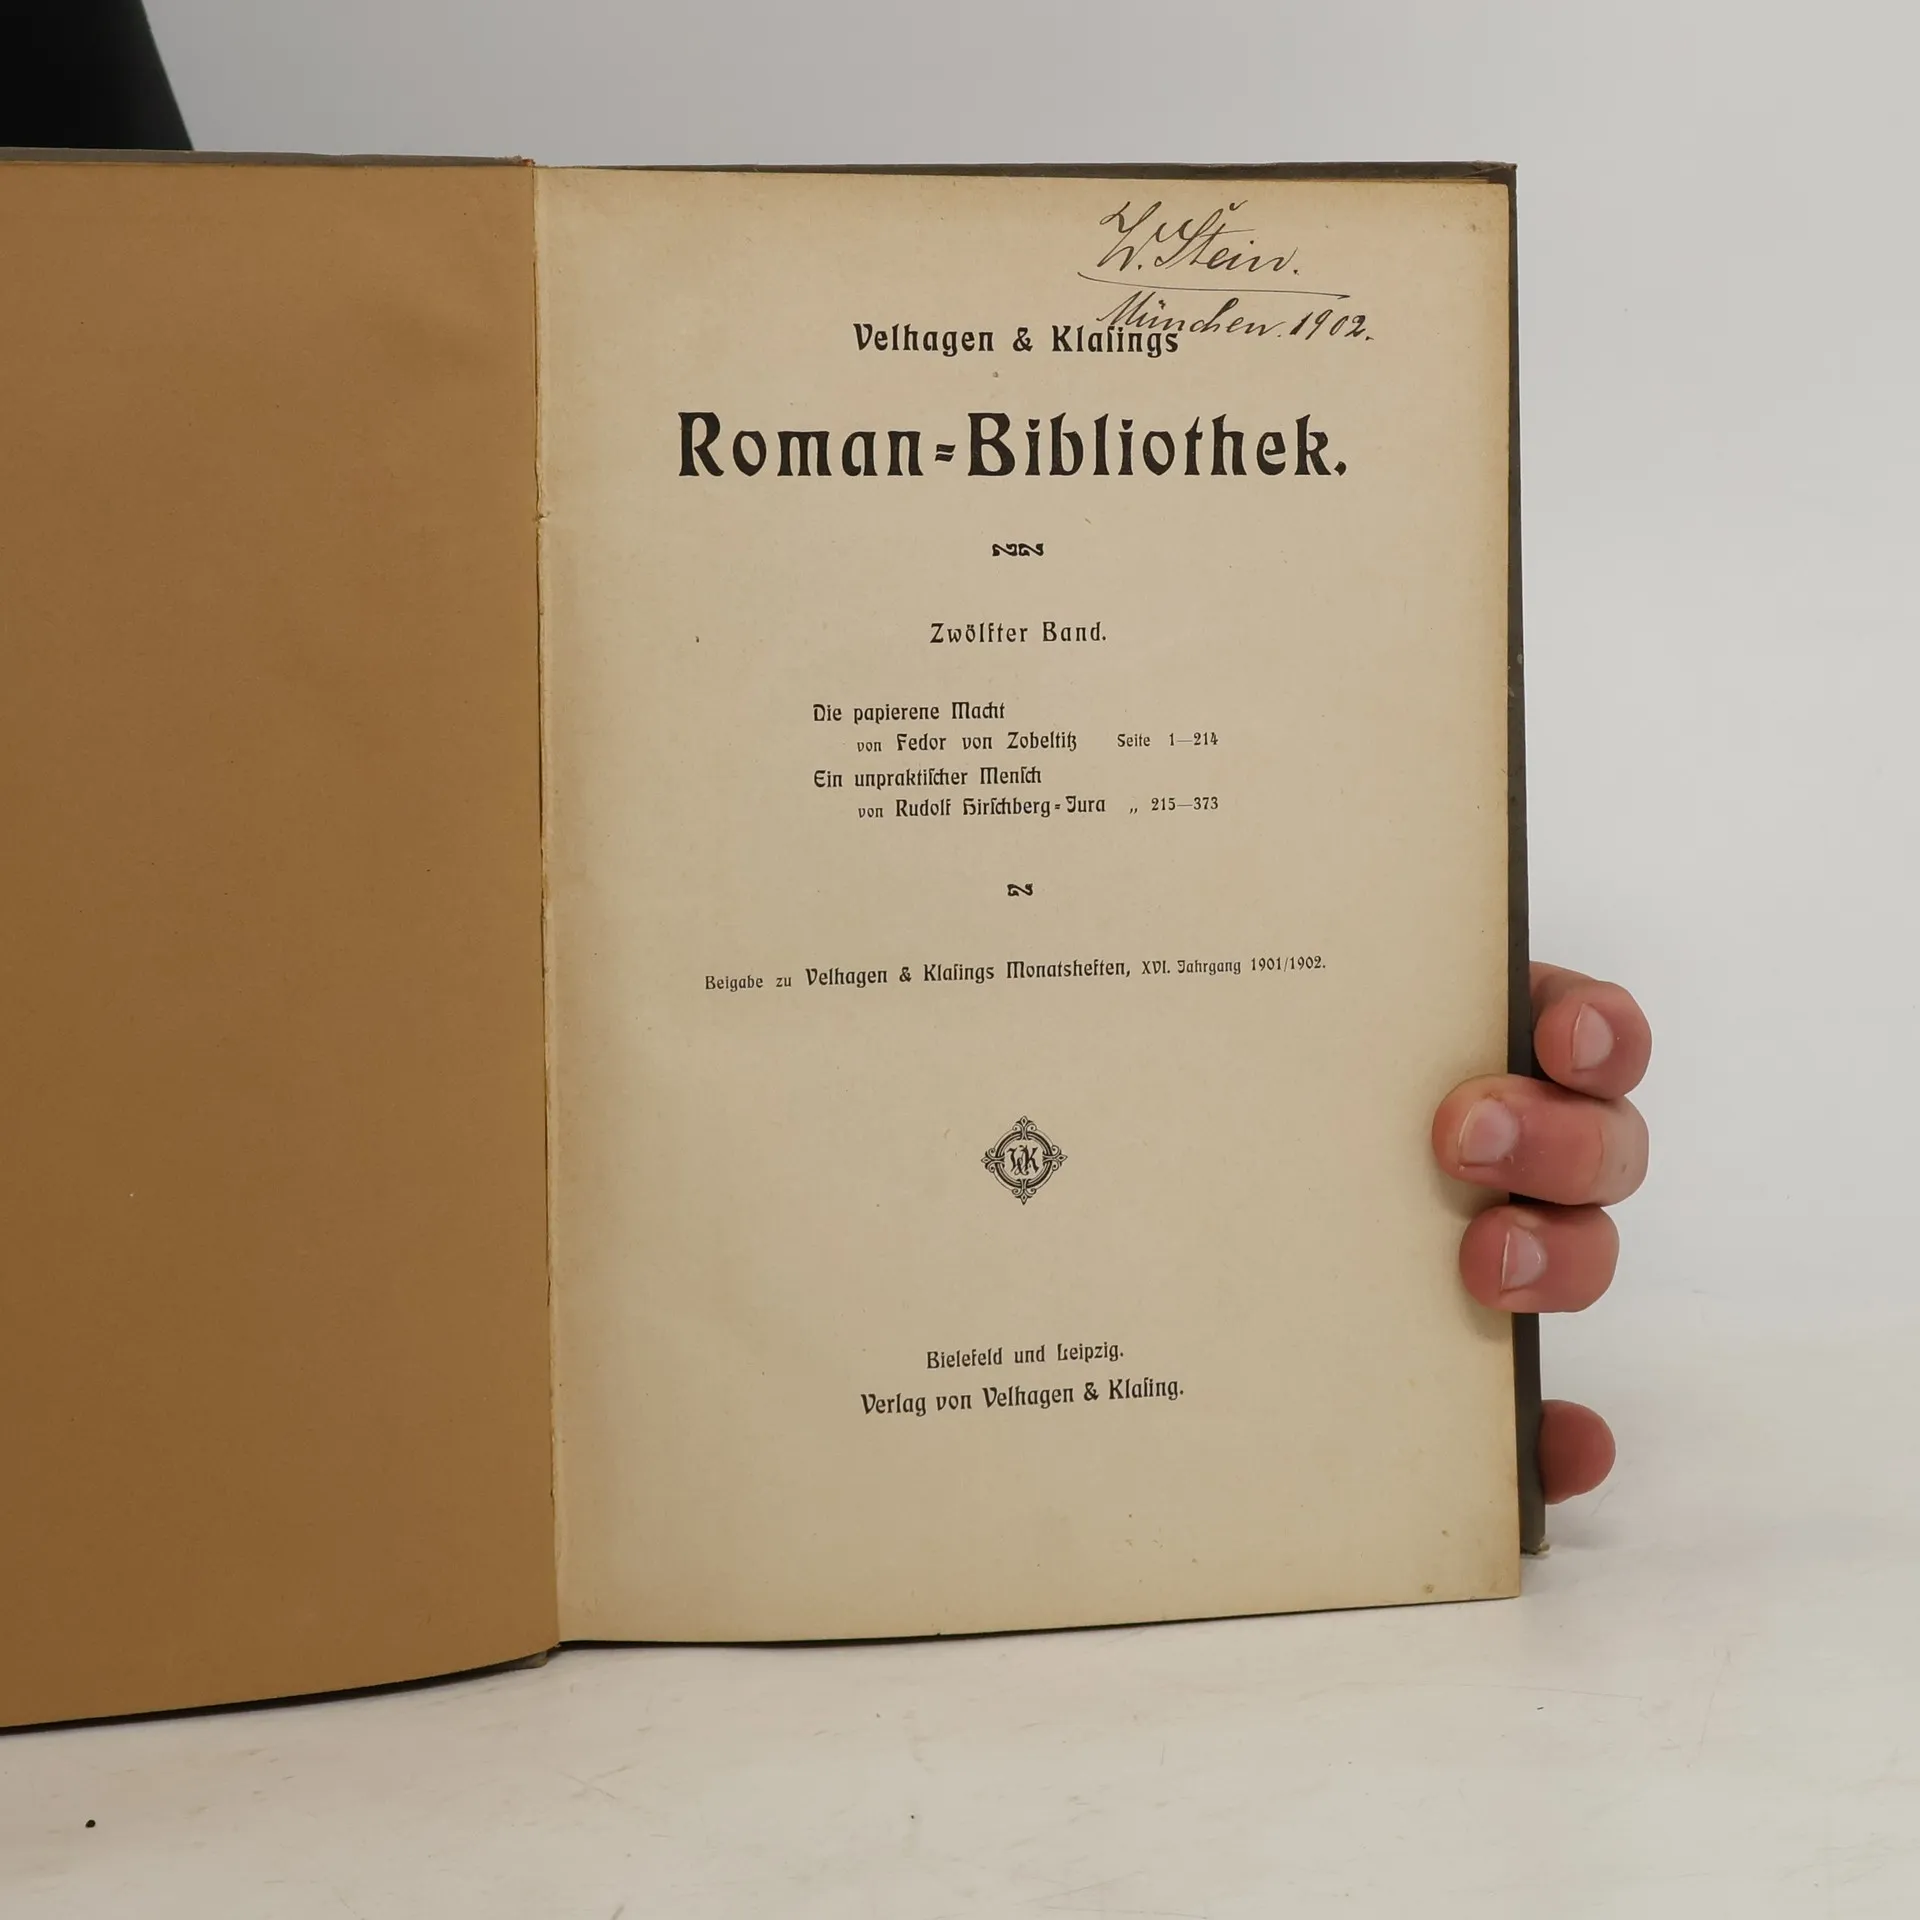 W. Stein.
München. 1902.
Velhagen & Klaſings
Roman=Bibliothek.
Zwölfter Band.
Die papierene Macht
von Fedor von Zobeltitz Seite 1—214
Ein unpraktiſcher Menſch
von Rudolf Hirſchberg=Jura „ 215—373
Beigabe zu Velhagen & Klaſings Monatsheften, XVI. Jahrgang 1901/1902.
V&K
Bielefeld und Leipzig.
Verlag von Velhagen & Klaſing.